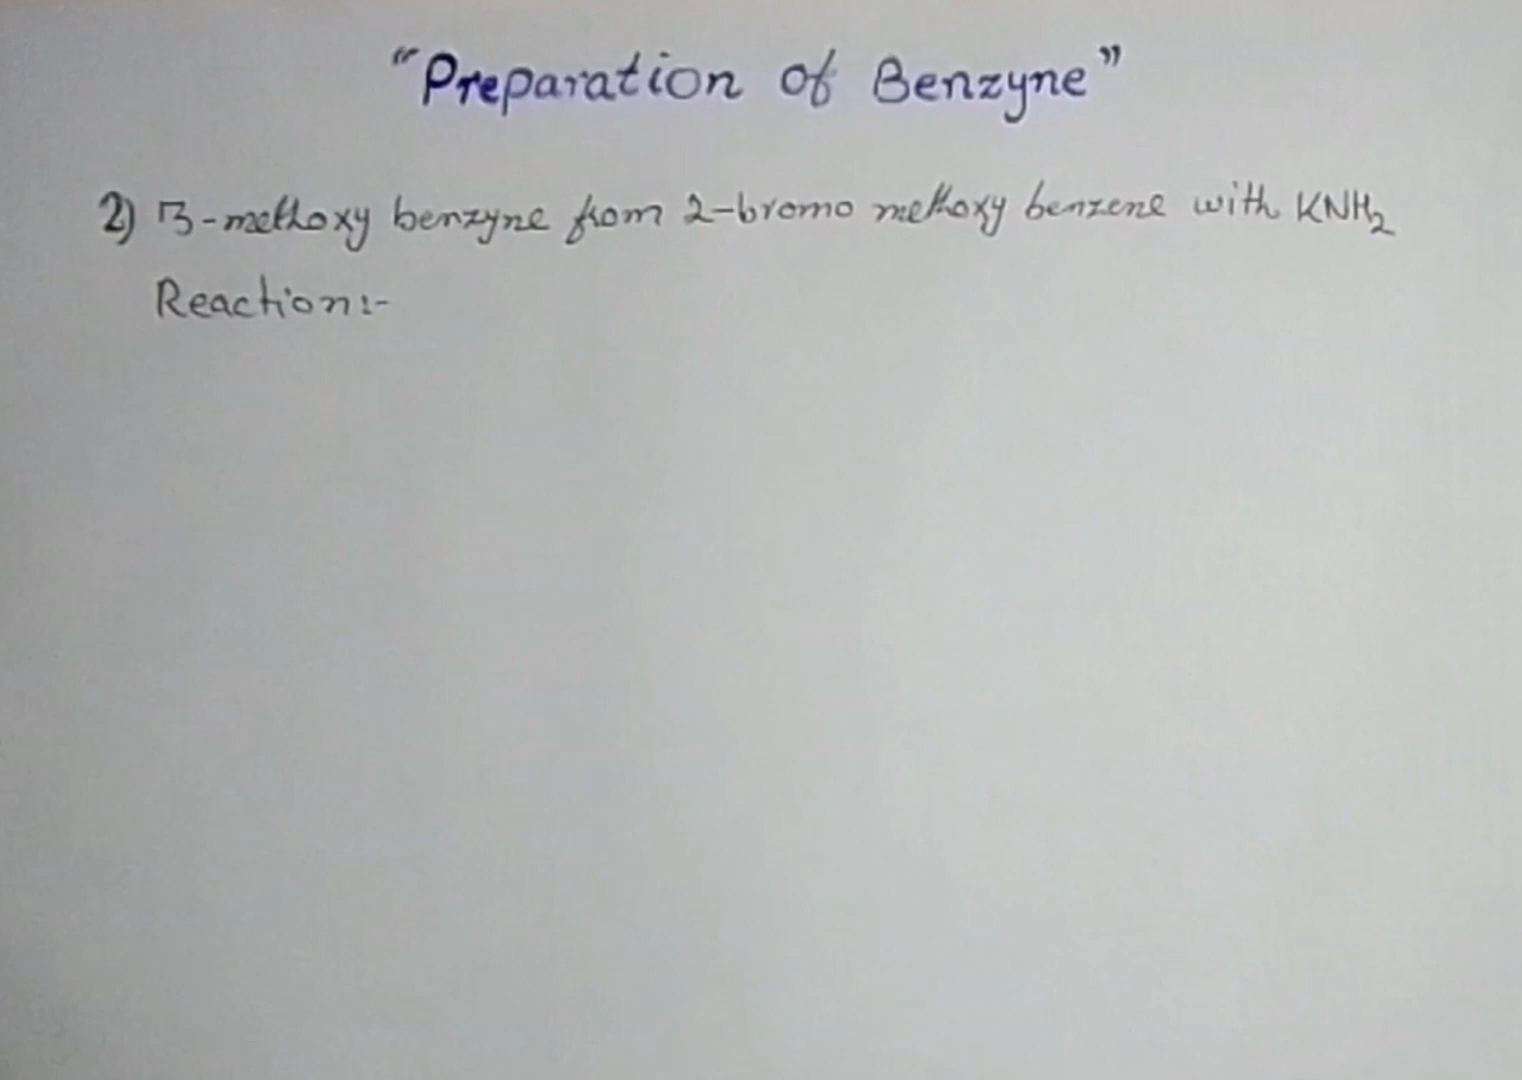 "Preparation of Benzyne"
2) 3-methoxy benzyne from 2-bromo methoxy benzene with KNH₂
Reaction:-